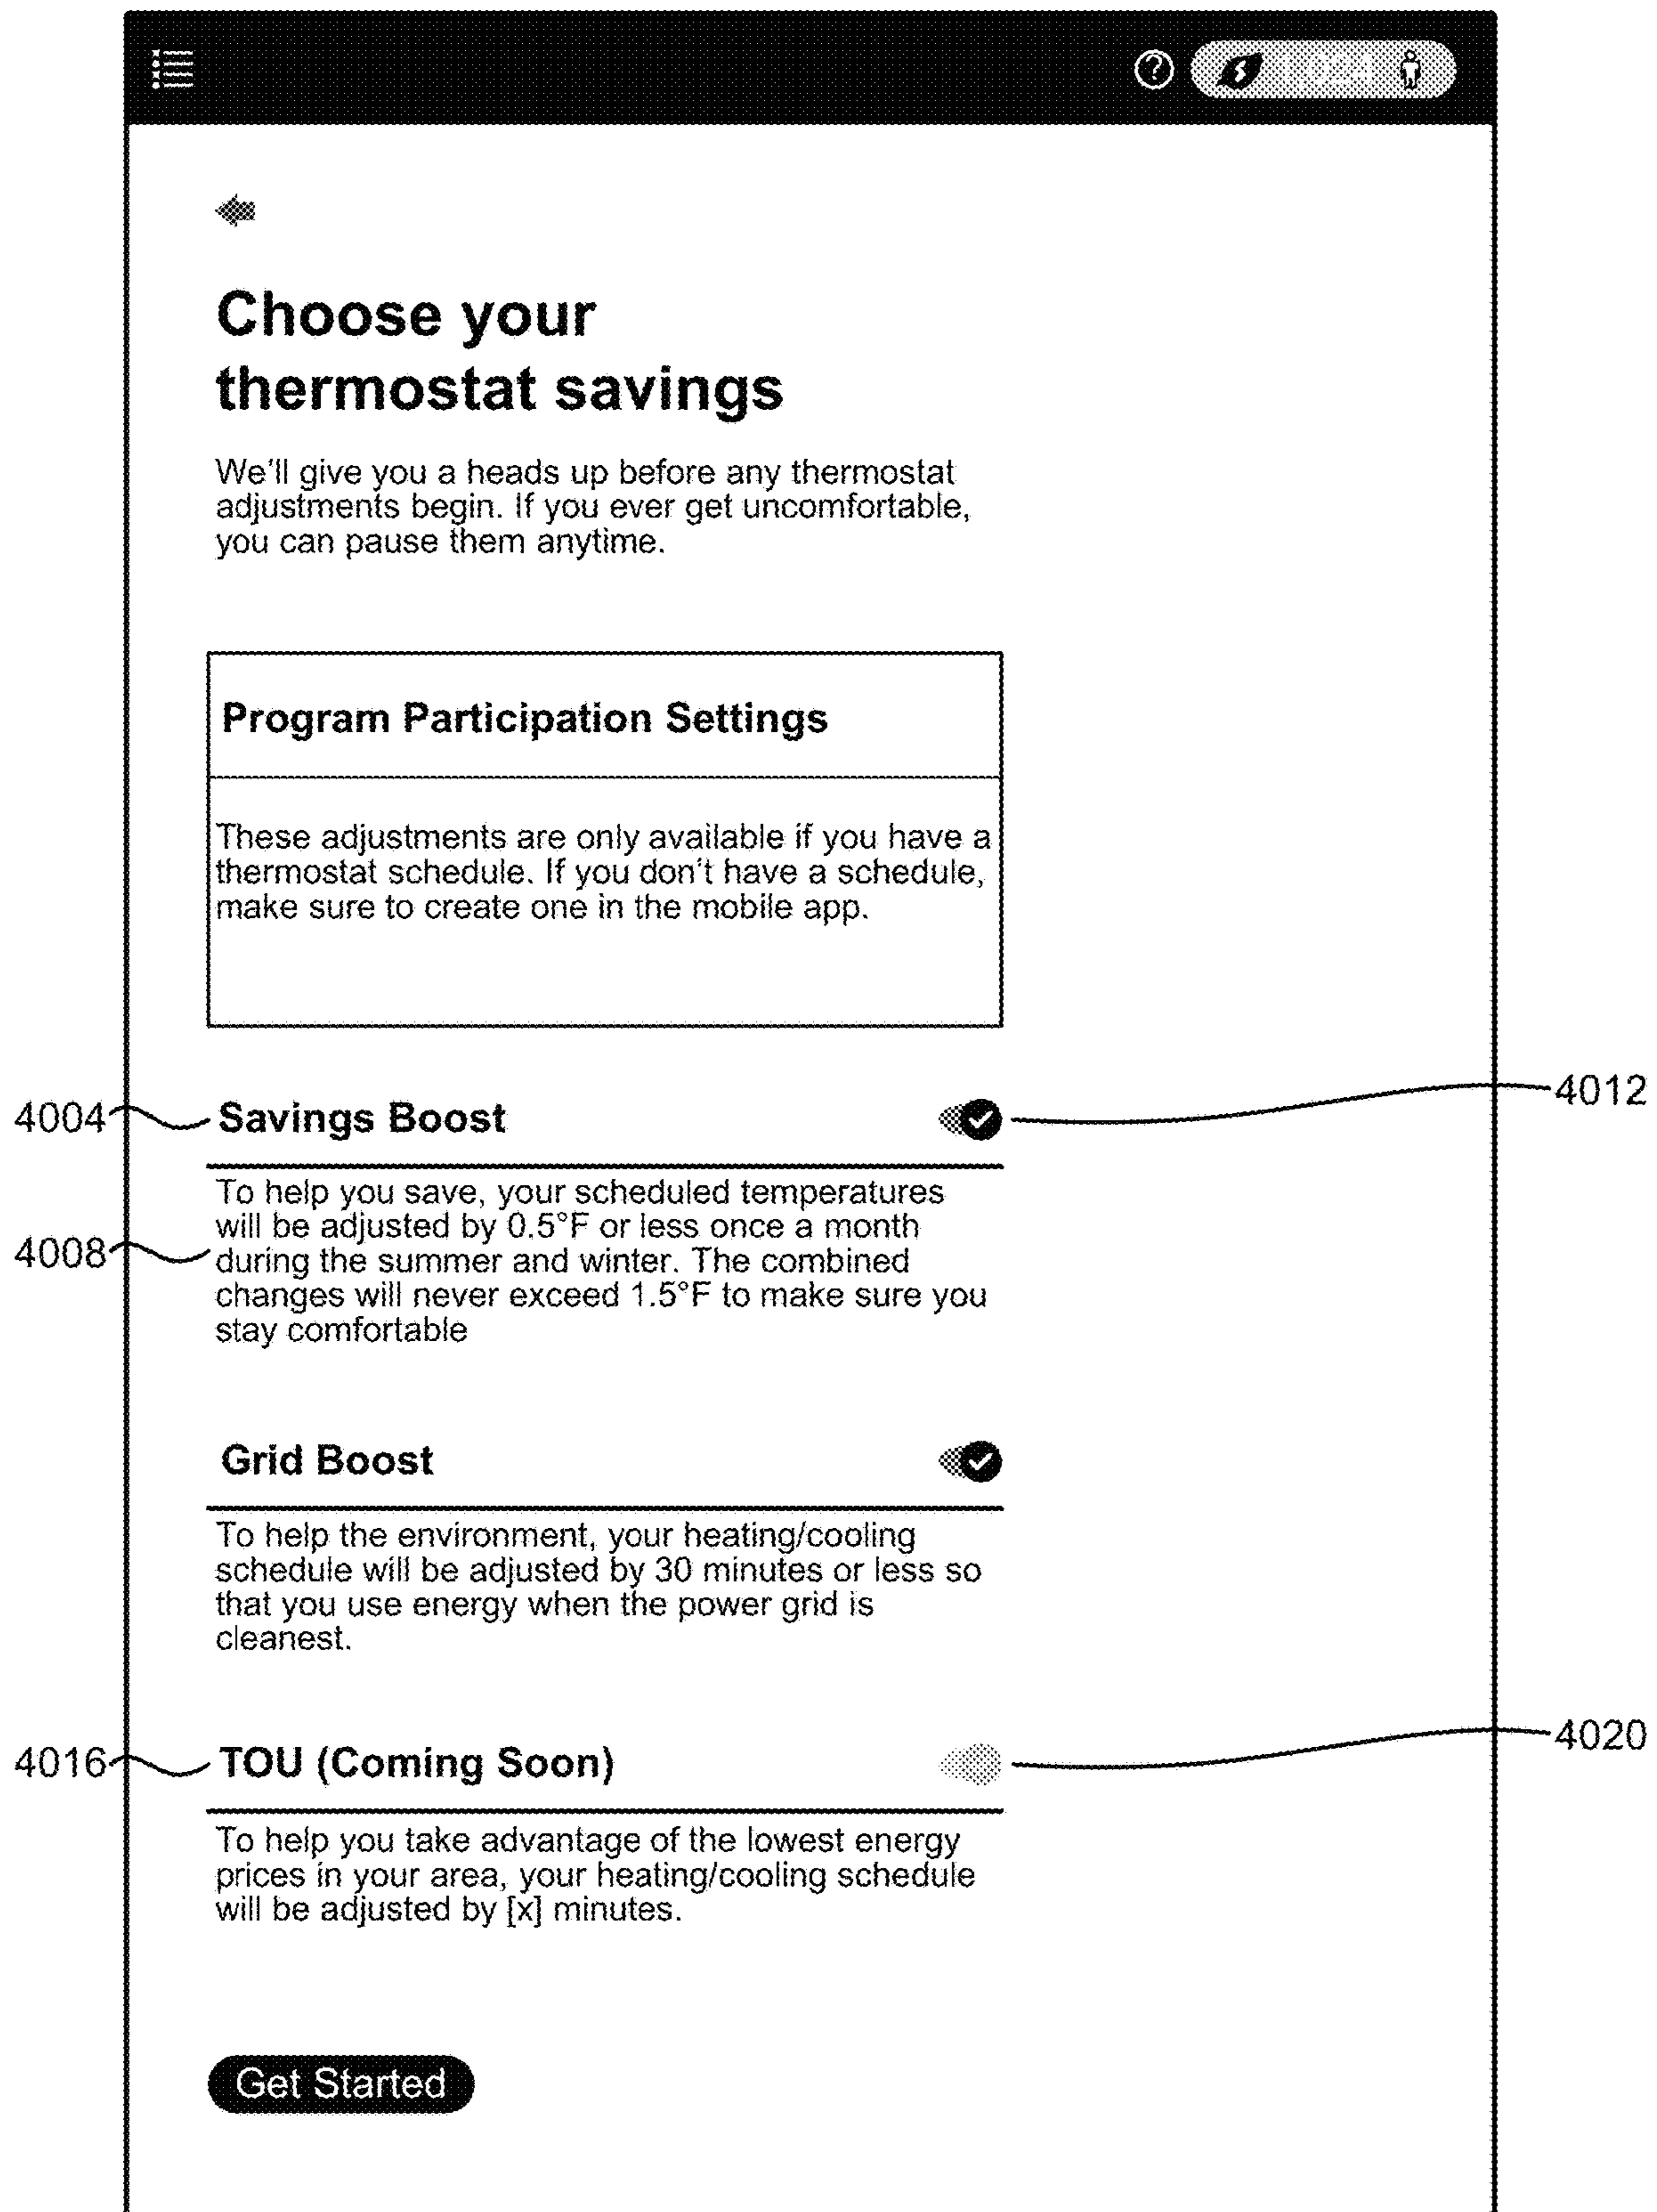 ?
Choose your
thermostat savings
We'll give you a heads up before any thermostat
adjustments begin. If you ever get uncomfortable,
you can pause them anytime.
Program Participation Settings
These adjustments are only available if you have a
thermostat schedule. If you don't have a schedule,
make sure to create one in the mobile app.
4004
Savings Boost
4012
To help you save, your scheduled temperatures
will be adjusted by 0.5°F or less once a month
4008
during the summer and winter. The combined
changes will never exceed 1.5°F to make sure you
stay comfortable
Grid Boost
To help the environment, your heating/cooling
schedule will be adjusted by 30 minutes or less so
that you use energy when the power grid is
cleanest.
4016
TOU (Coming Soon)
4020
To help you take advantage of the lowest energy
prices in your area, your heating/cooling schedule
will be adjusted by [x] minutes.
Get Started